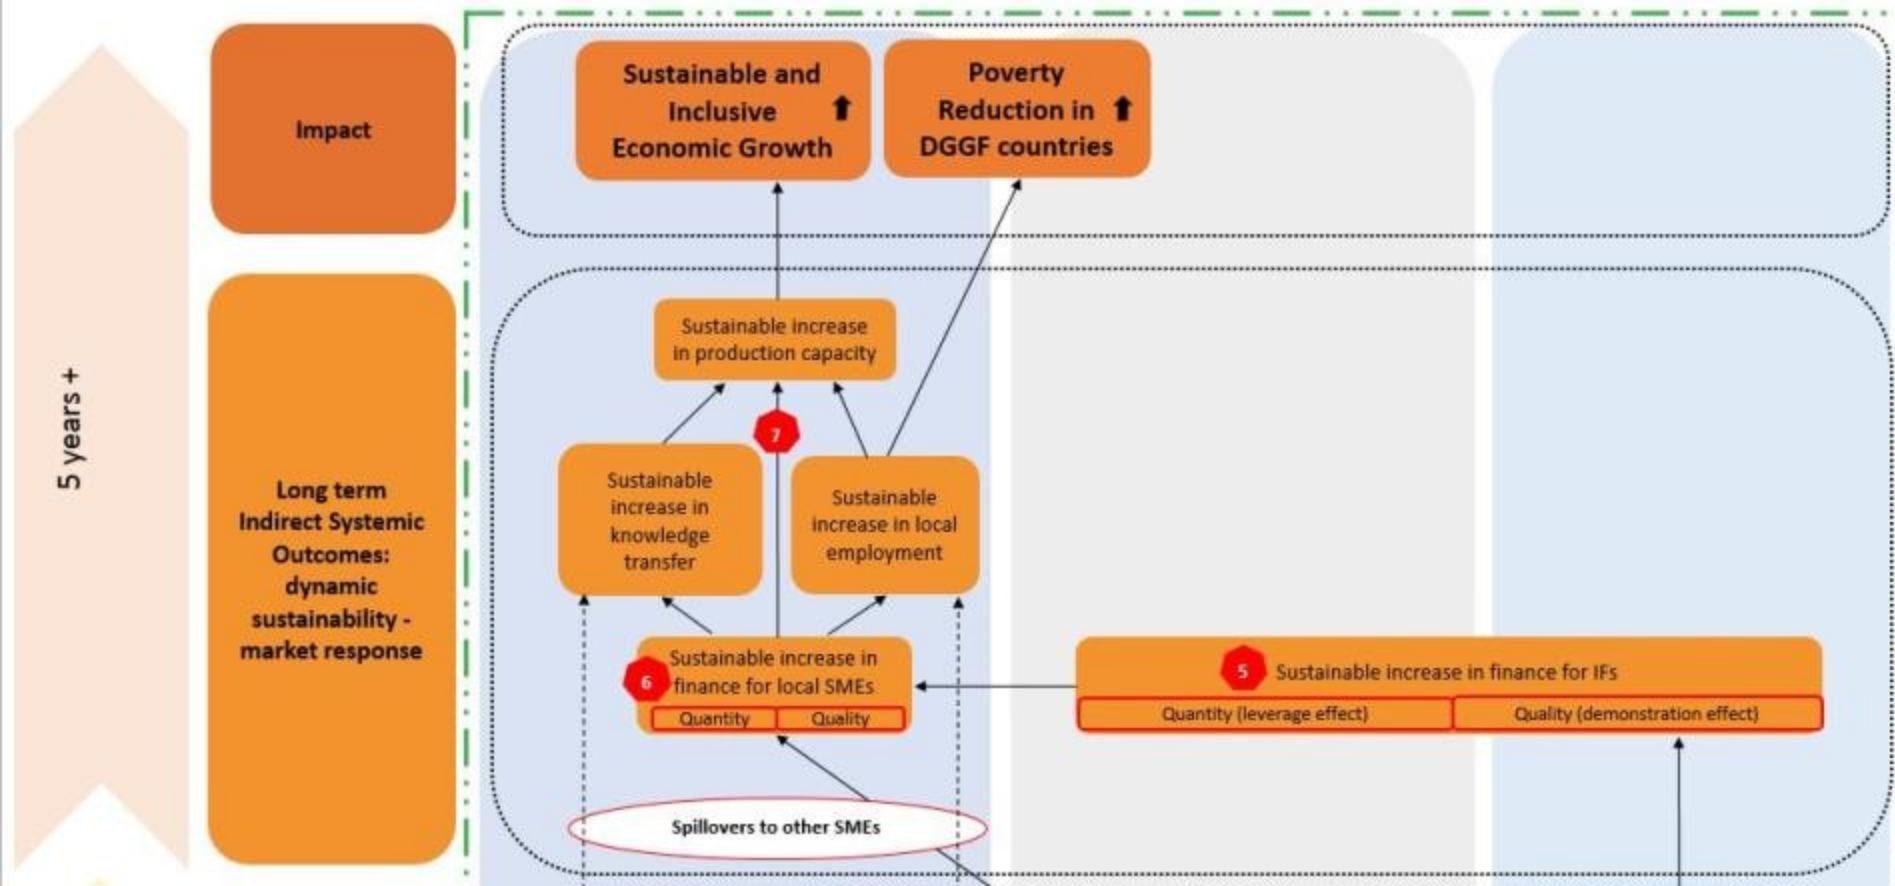 Impact
Sustainable and
Inclusive
Economic Growth
Poverty
Reduction in
DGGF countries
5 years +
Long term
Indirect Systemic
Outcomes:
dynamic
sustainability -
market response
Sustainable increase
in production capacity
7
Sustainable
increase in
knowledge
transfer
Sustainable
increase in local
employment
6
Sustainable increase in
finance for local SMEs
Quantity
Quality
5
Sustainable increase in finance for IFs
Quantity (leverage effect)
Quality (demonstration effect)
Spillovers to other SMEs